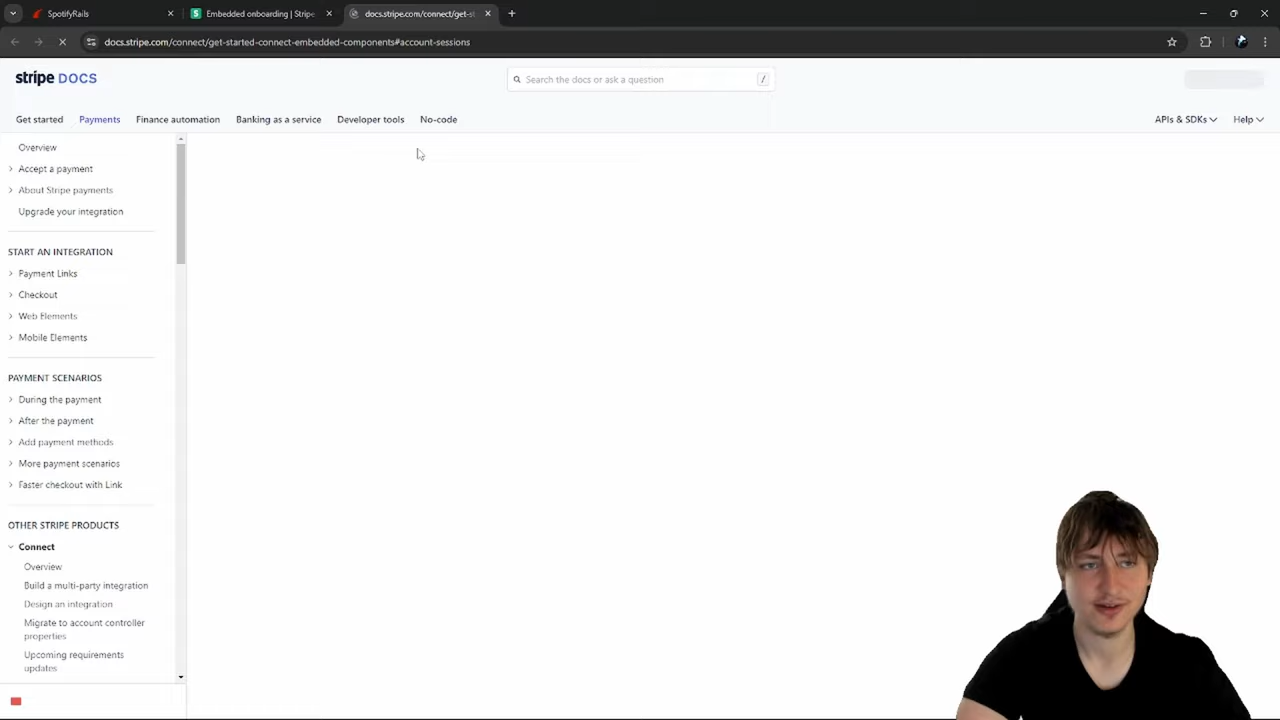 SpotifyRails
Embedded onboarding | Stripe
docs.stripe.com/connect/get-st
docs.stripe.com/connect/get-started-connect-embedded-components#account-sessions
stripe DOCS
Search the docs or ask a question
/
Get started
Payments
Finance automation
Banking as a service
Developer tools
No-code
APIs & SDKs
Help
Overview
Accept a payment
About Stripe payments
Upgrade your integration
START AN INTEGRATION
Payment Links
Checkout
Web Elements
Mobile Elements
PAYMENT SCENARIOS
During the payment
After the payment
Add payment methods
More payment scenarios
Faster checkout with Link
OTHER STRIPE PRODUCTS
Connect
Overview
Build a multi-party integration
Design an integration
Migrate to account controller
properties
Upcoming requirements
updates